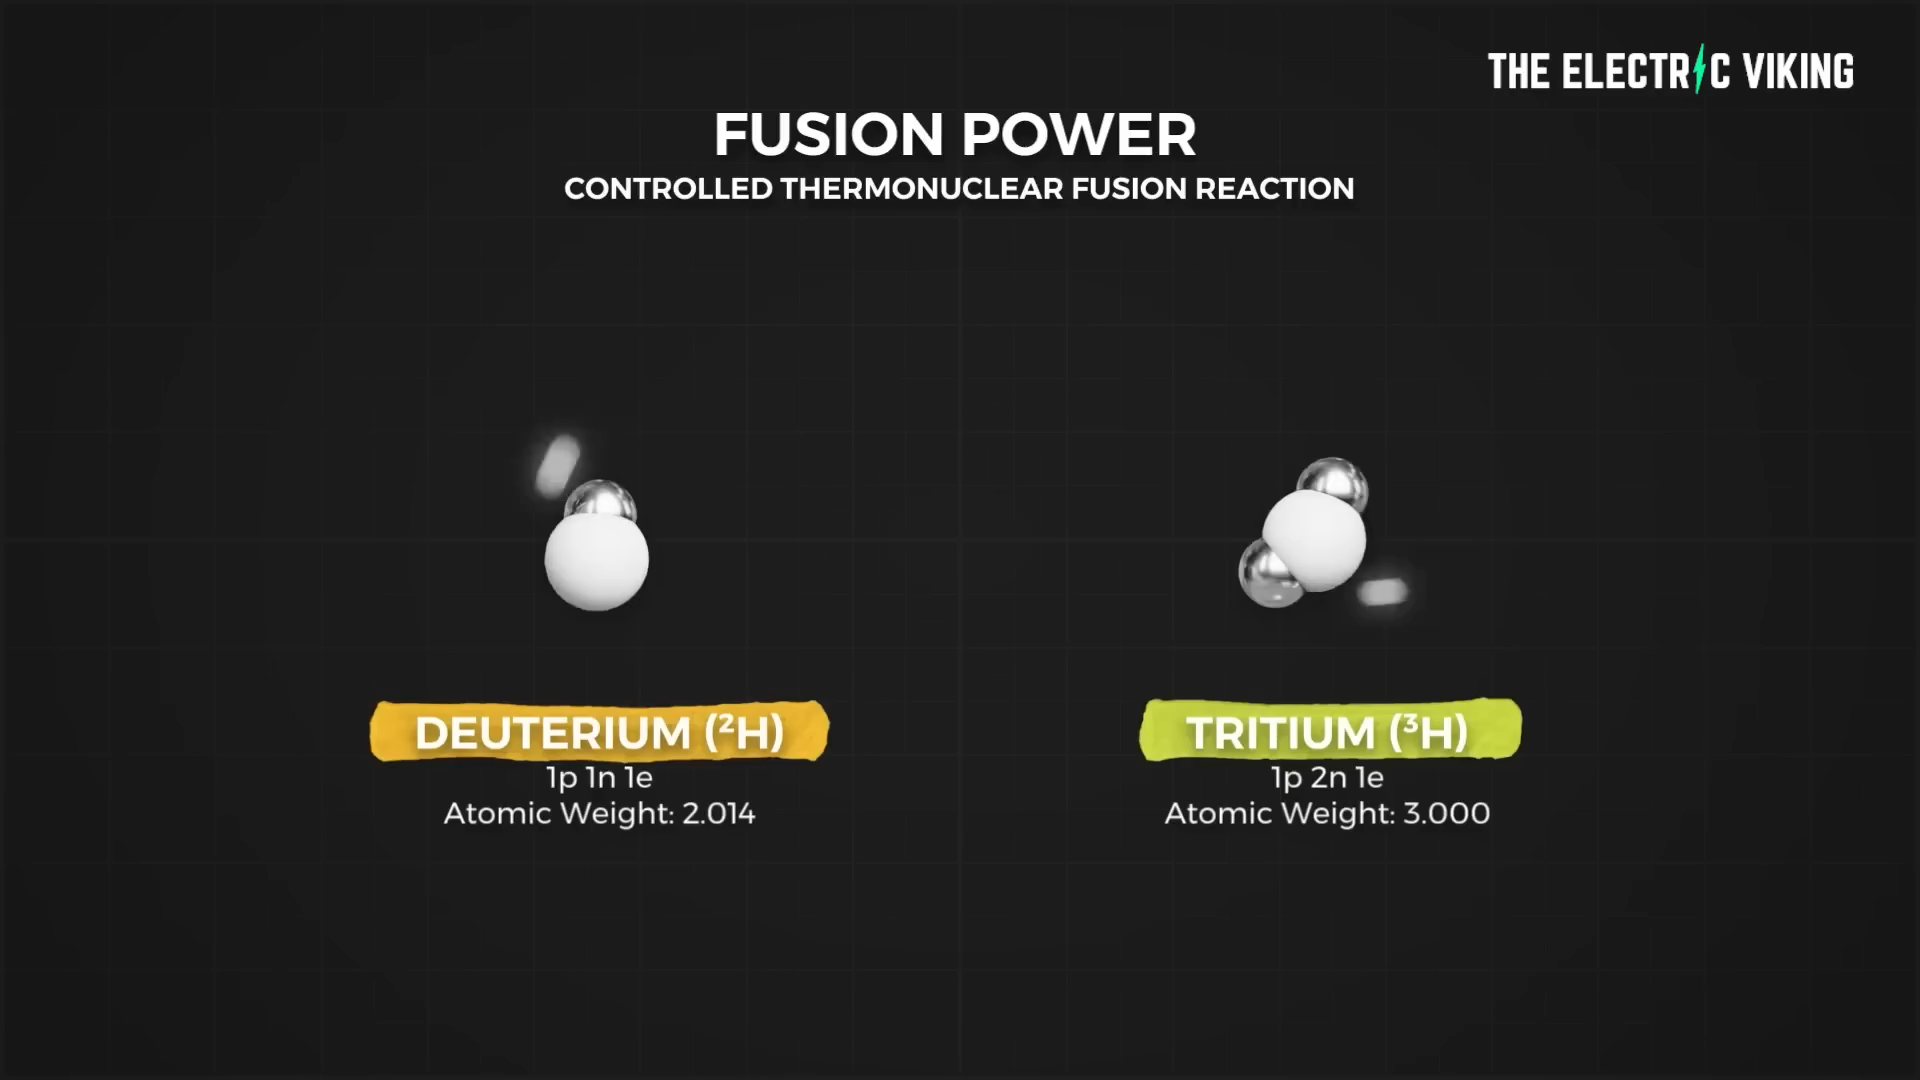 THE ELECTRIC VIKING
FUSION POWER
CONTROLLED THERMONUCLEAR FUSION REACTION
DEUTERIUM (²H)
1p 1n 1e
Atomic Weight: 2.014
TRITIUM (³H)
1p 2n 1e
Atomic Weight: 3.000